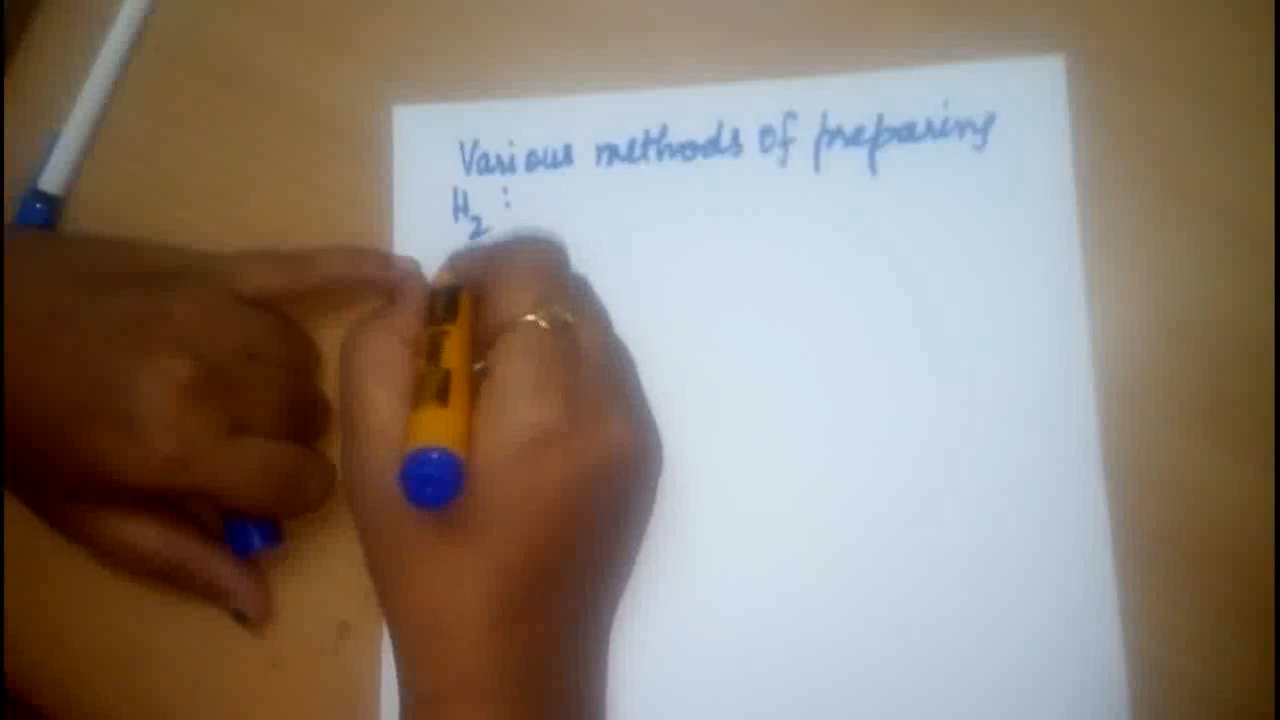 Various methods of preparing
H₂ :